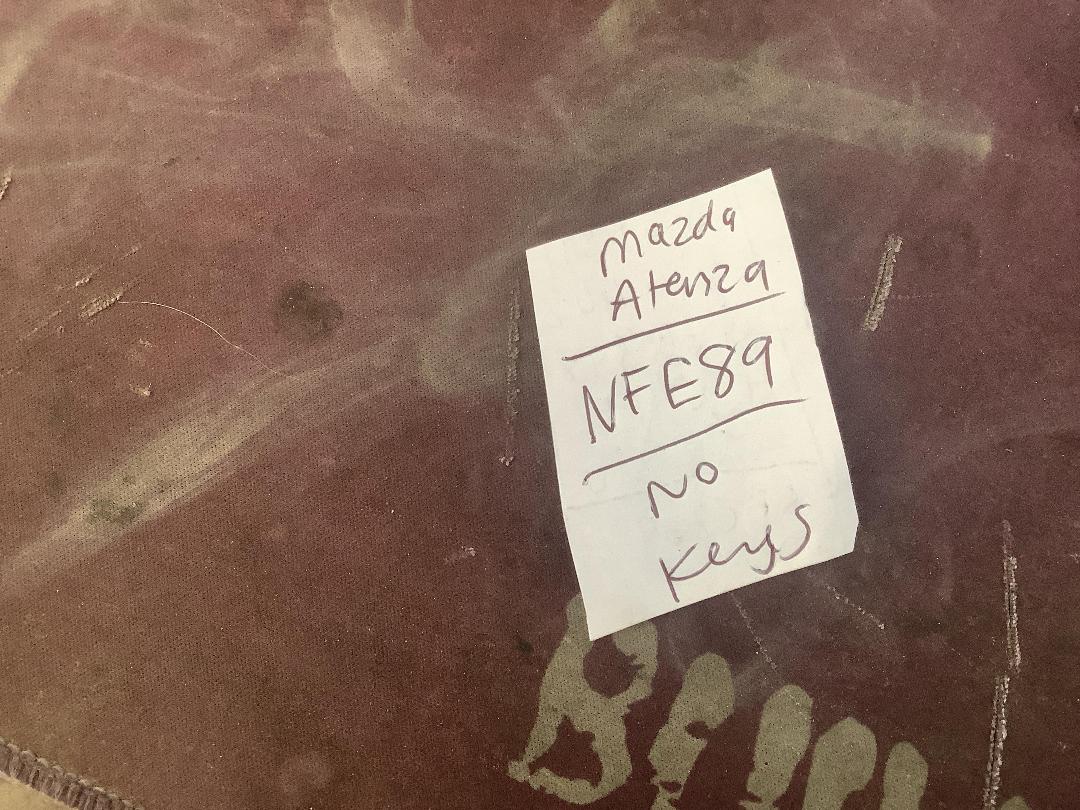 Mazda
Atenza
NFE89
No
Keys